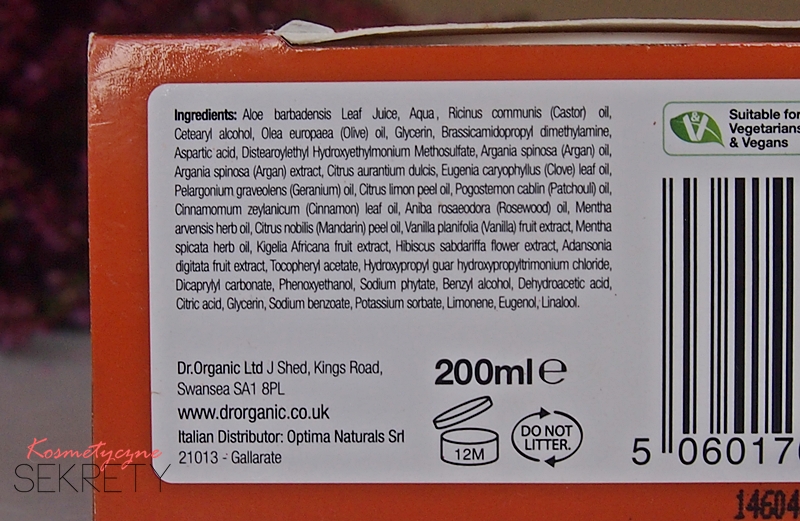 Ingredients: Aloe barbadensis Leaf Juice, Aqua, Ricinus communis (Castor) oil,
Cetearyl alcohol, Olea europaea (Olive) oil, Glycerin, Brassicamidopropyl dimethylamine,
Aspartic acid, Distearoylethyl Hydroxyethylmonium Methosulfate, Argania spinosa (Argan) oil,
Argania spinosa (Argan) extract, Citrus aurantium dulcis, Eugenia caryophyllus (Clove) leaf oil,
Pelargonium graveolens (Geranium) oil, Citrus limon peel oil, Pogostemon cablin (Patchouli) oil,
Cinnamomum zeylanicum (Cinnamon) leaf oil, Aniba rosaeodora (Rosewood) oil, Mentha
arvensis herb oil, Citrus nobilis (Mandarin) peel oil, Vanilla planifolia (Vanilla) fruit extract, Mentha
spicata herb oil, Kigelia Africana fruit extract, Hibiscus sabdariffa flower extract, Adansonia
digitata fruit extract, Tocopheryl acetate, Hydroxypropyl guar hydroxypropyltrimonium chloride,
Dicaprylyl carbonate, Phenoxyethanol, Sodium phytate, Benzyl alcohol, Dehydroacetic acid,
Citric acid, Glycerin, Sodium benzoate, Potassium sorbate, Limonene, Eugenol, Linalool.
&
Suitable for
Vegetarians
& Vegans
Dr.Organic Ltd J Shed, Kings Road,
Swansea SA1 8PL
www.drorganic.co.uk
Italian Distributor: Optima Naturals Srl
21013 - Gallarate
200ml e
12M
DO NOT
LITTER.
5 060176
14604
Kosmetyczne
SEKRETY